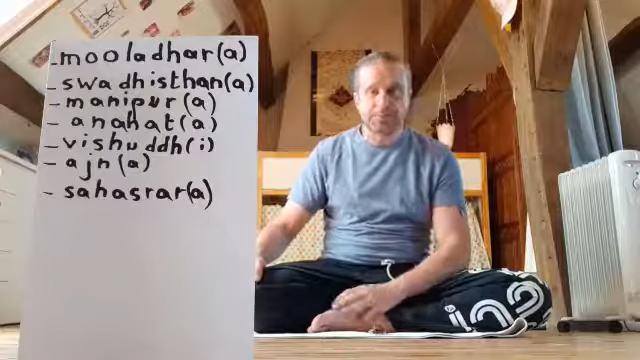 - mooladhar(a)
- swadhisthan(a)
- manipur(a)
- anahat(a)
- vishuddh(i)
- ajn(a)
- sahasrar(a)